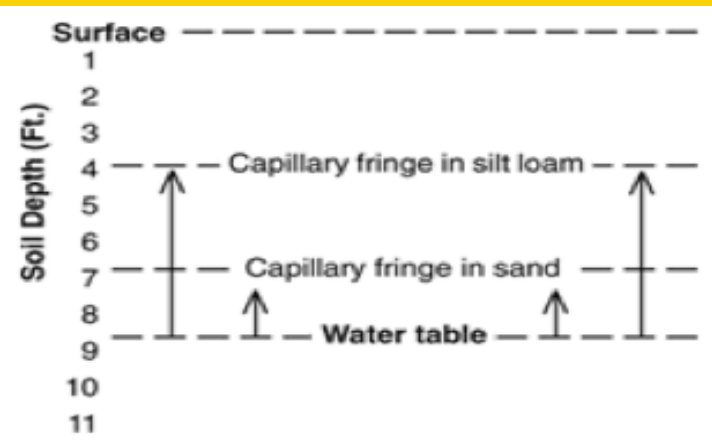 Surface
1
2
3
4 Capillary fringe in silt loam
5
6
7 Capillary fringe in sand
8
9 Water table
10
11
Soil Depth (Ft.)